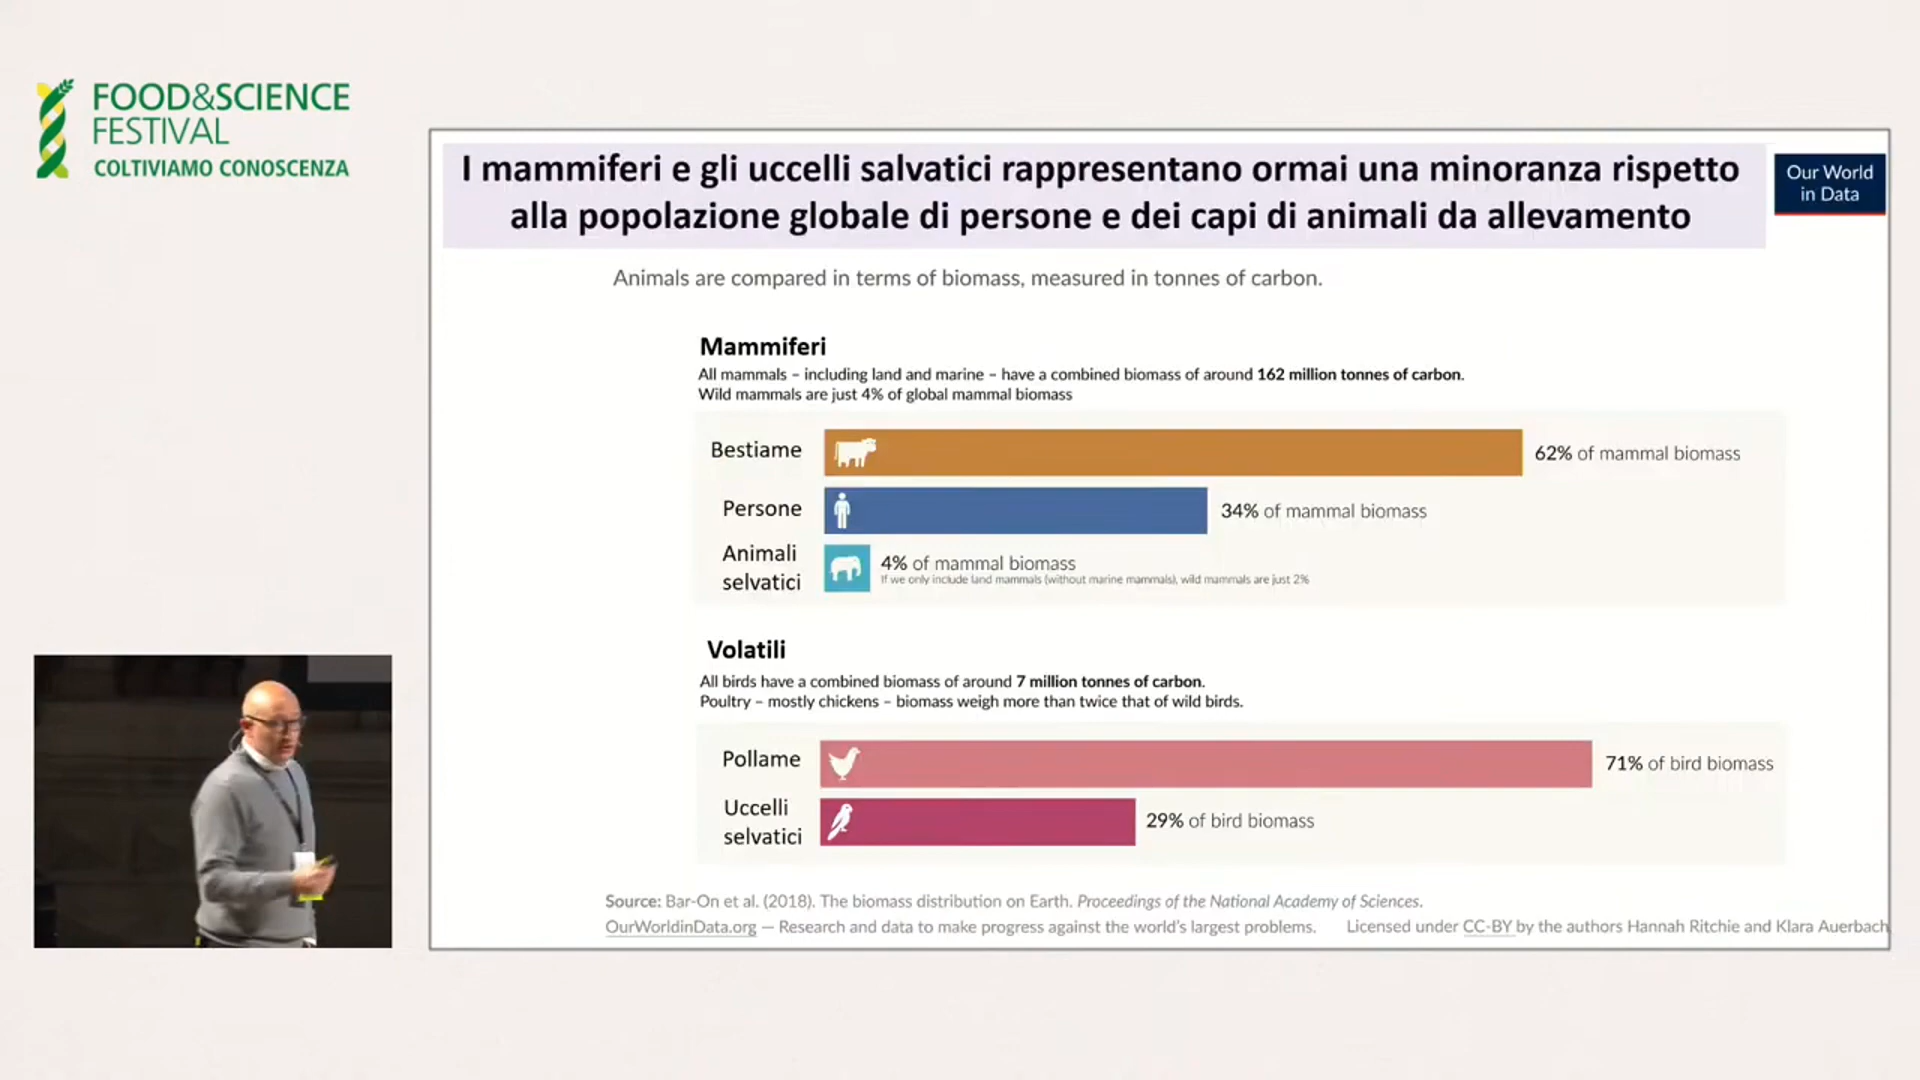 FOOD&SCIENCE
FESTIVAL
COLTIVIAMO CONOSCENZA
I mammiferi e gli uccelli salvatici rappresentano ormai una minoranza rispetto
alla popolazione globale di persone e dei capi di animali da allevamento
Our World
in Data
Animals are compared in terms of biomass, measured in tonnes of carbon.
Mammiferi
All mammals – including land and marine – have a combined biomass of around 162 million tonnes of carbon.
Wild mammals are just 4% of global mammal biomass
Bestiame
62% of mammal biomass
Persone
34% of mammal biomass
Animali
selvatici
4% of mammal biomass
If we only include land mammals (without marine mammals), wild mammals are just 2%
Volatili
All birds have a combined biomass of around 7 million tonnes of carbon.
Poultry – mostly chickens – biomass weigh more than twice that of wild birds.
Pollame
71% of bird biomass
Uccelli
selvatici
29% of bird biomass
Source: Bar-On et al. (2018). The biomass distribution on Earth. Proceedings of the National Academy of Sciences.
OurWorldinData.org — Research and data to make progress against the world's largest problems. Licensed under CC-BY by the authors Hannah Ritchie and Klara Auerbach